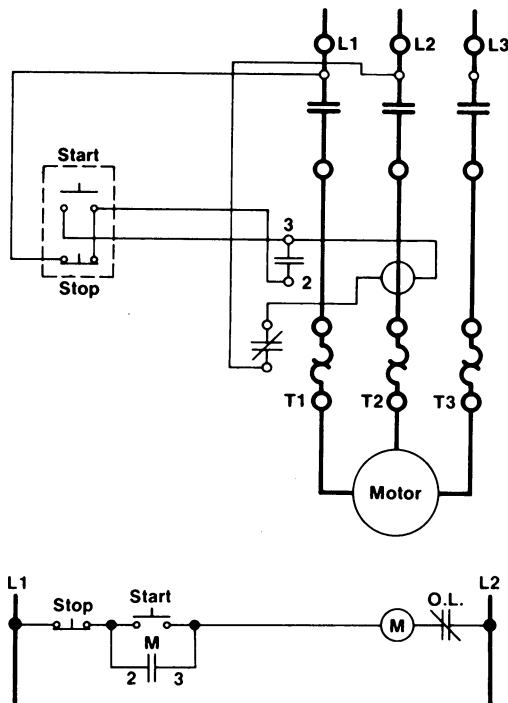 L1 L2 L3
Start
Stop
3
2
T1 T2 T3
Motor
L1 L2
Stop Start O.L.
M M
2 3